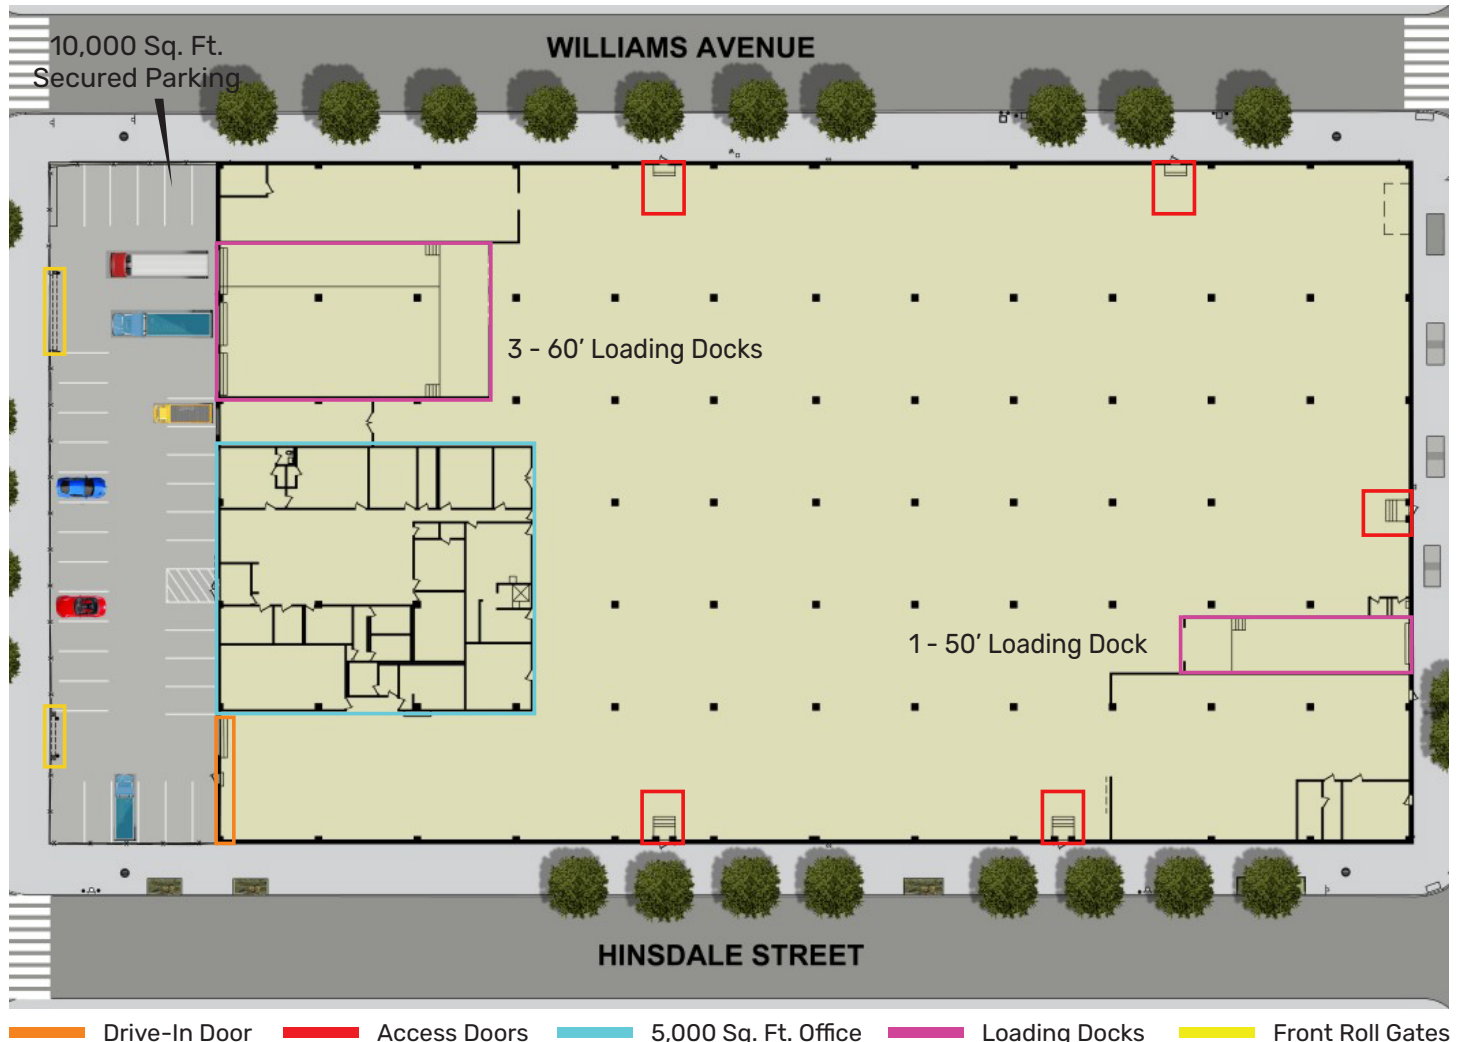 10,000 Sq. Ft.
Secured Parking
WILLIAMS AVENUE
3 - 60’ Loading Docks
1 - 50’ Loading Dock
HINSDALE STREET
Drive-In Door
Access Doors
5,000 Sq. Ft. Office
Loading Docks
Front Roll Gates